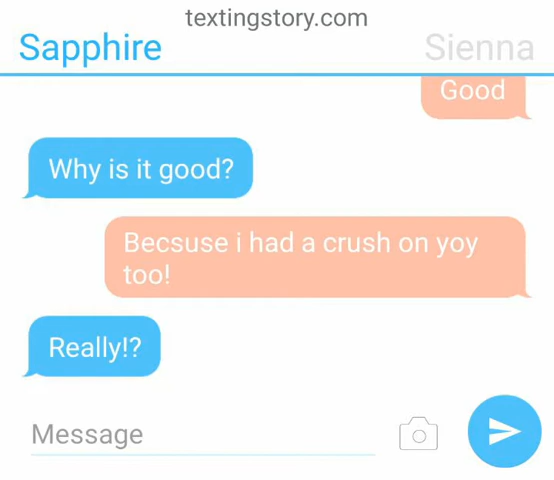 textingstory.com
Sapphire
Sienna
Good
Why is it good?
Becsuse i had a crush on yoy
too!
Really!?
Message